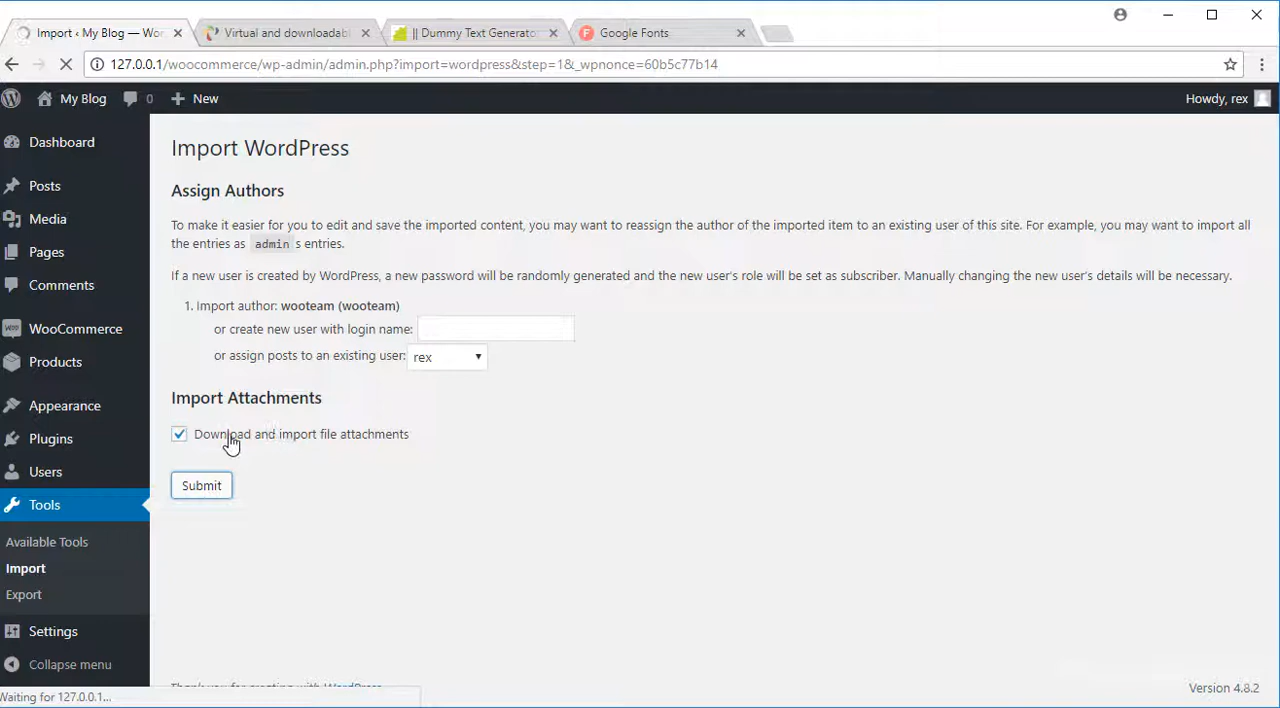 Import ‹ My Blog — Wor
Virtual and downloadabl
|| Dummy Text Generator
Google Fonts
127.0.0.1/woocommerce/wp-admin/admin.php?import=wordpress&step=1&_wpnonce=60b5c77b14
My Blog
0
New
Howdy, rex
Dashboard
Posts
Media
Pages
Comments
WooCommerce
Products
Appearance
Plugins
Users
Tools
Available Tools
Import
Export
Settings
Collapse menu
Import WordPress
Assign Authors
To make it easier for you to edit and save the imported content, you may want to reassign the author of the imported item to an existing user of this site. For example, you may want to import all
the entries as admin s entries.
If a new user is created by WordPress, a new password will be randomly generated and the new user's role will be set as subscriber. Manually changing the new user's details will be necessary.
1. Import author: wooteam (wooteam)
or create new user with login name:
or assign posts to an existing user: rex
Import Attachments
Download and import file attachments
Submit
Version 4.8.2
Waiting for 127.0.0.1...